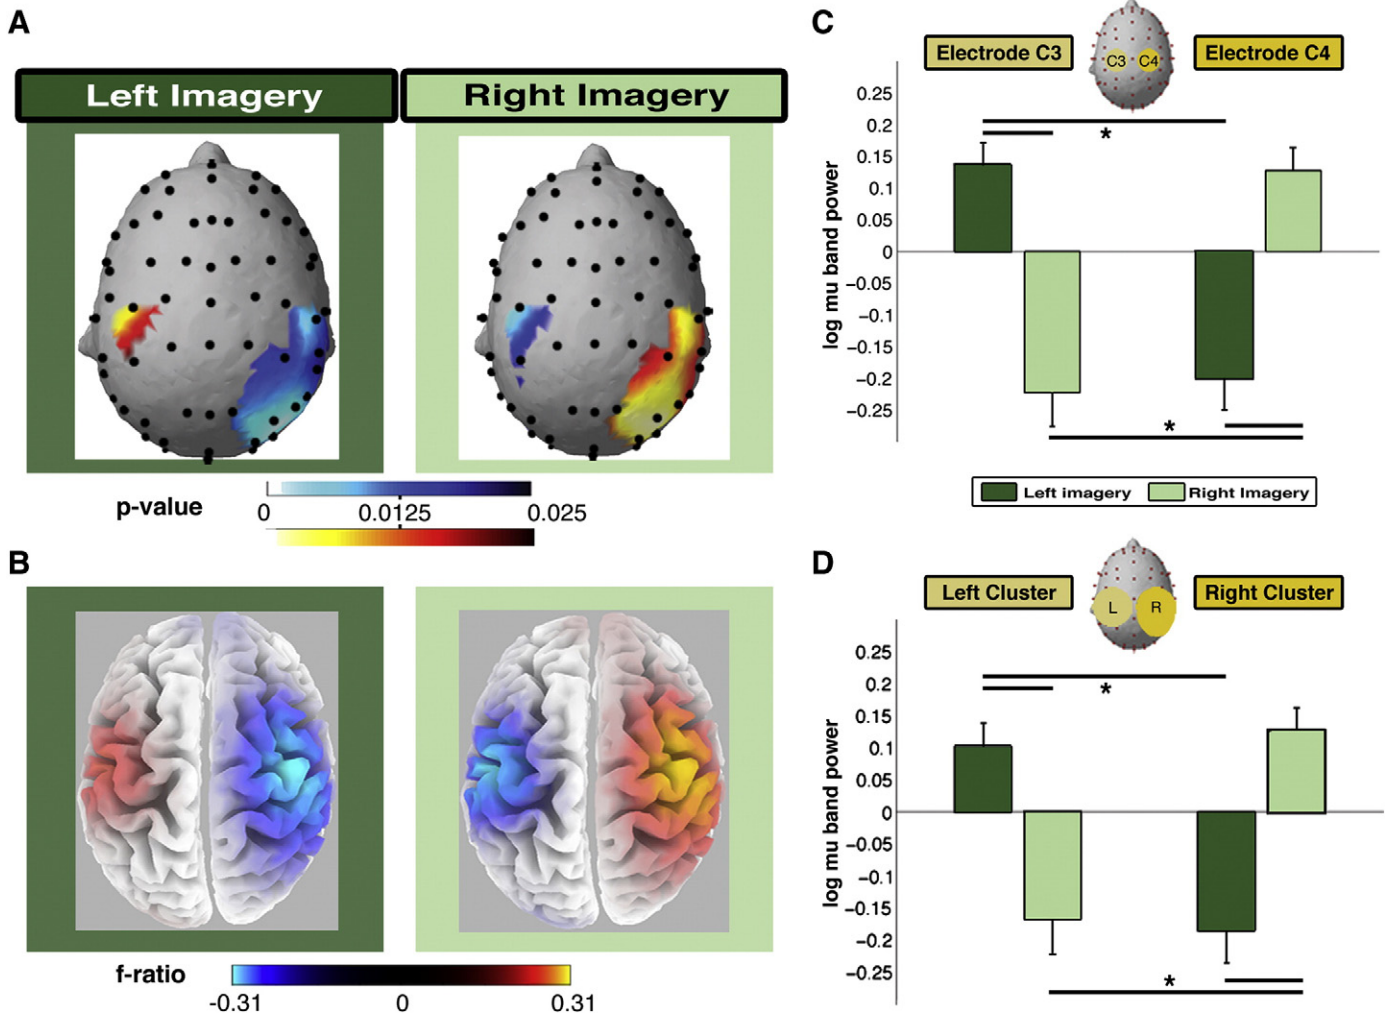 A
Left Imagery
Right Imagery
p-value
0
0.0125
0.025
B
f-ratio
-0.31
0
0.31
C
Electrode C3
C3
C4
Electrode C4
log mu band power
0.25
0.2
0.15
0.1
0.05
0
−0.05
−0.1
−0.15
−0.2
−0.25
*
*
Left imagery
Right Imagery
D
Left Cluster
L
R
Right Cluster
log mu band power
0.25
0.2
0.15
0.1
0.05
0
−0.05
−0.1
−0.15
−0.2
−0.25
*
*